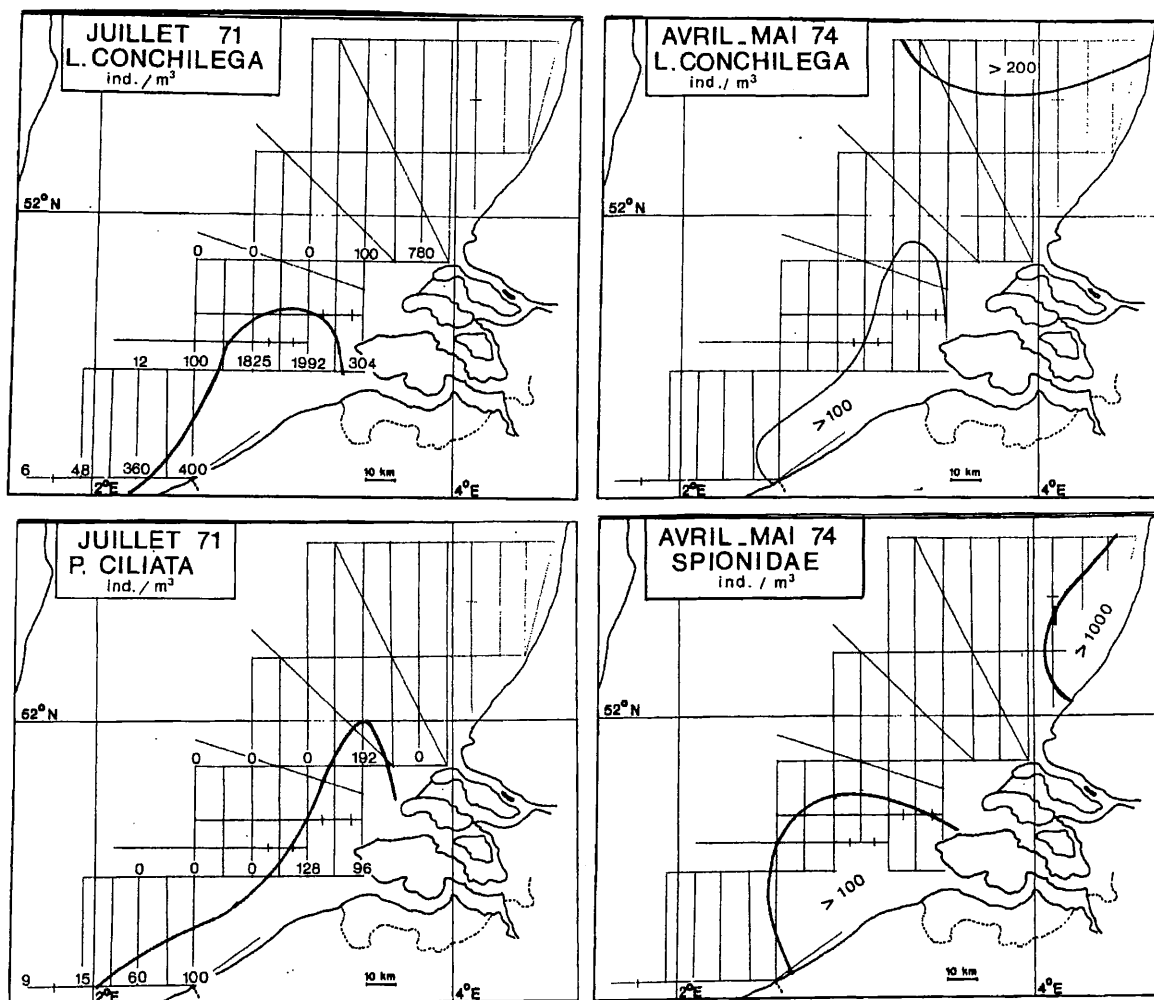 JUILLET 71
L. CONCHILEGA
ind. / m³
52°N
0 0 0 100 780
12 100 1825 1992 304
6 48 360 400
2°E
10 km
4°E
AVRIL_MAI 74
L. CONCHILEGA
ind. / m³
> 200
52°N
> 100
2°E
10 km
4°E
JUILLET 71
P. CILIATA
ind. / m³
52°N
0 0 0 192 0
0 0 0 128 96
9 15 60 100
2°E
10 km
4°E
AVRIL_MAI 74
SPIONIDAE
ind. / m³
> 1000
52°N
> 100
2°E
10 km
4°E